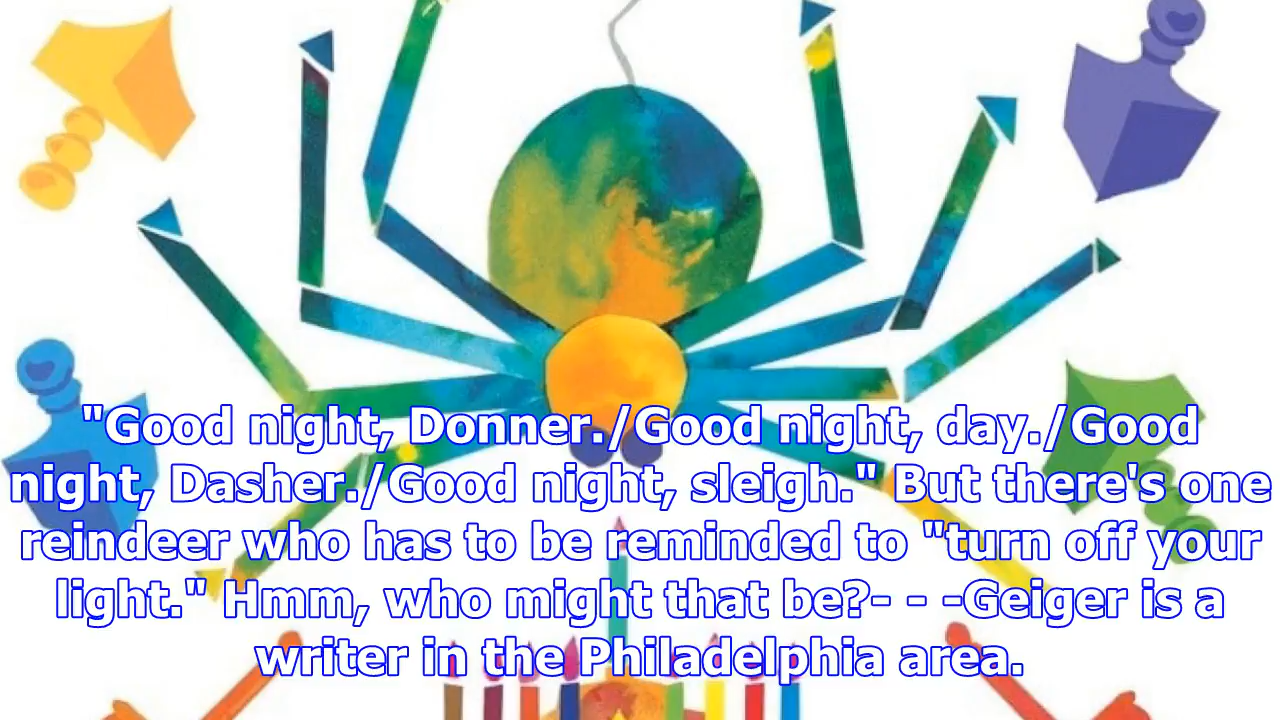 "Good night, Donner./Good night, day./Good
night, Dasher./Good night, sleigh." But there's one
reindeer who has to be reminded to "turn off your
light." Hmm, who might that be?- - -Geiger is a
writer in the Philadelphia area.